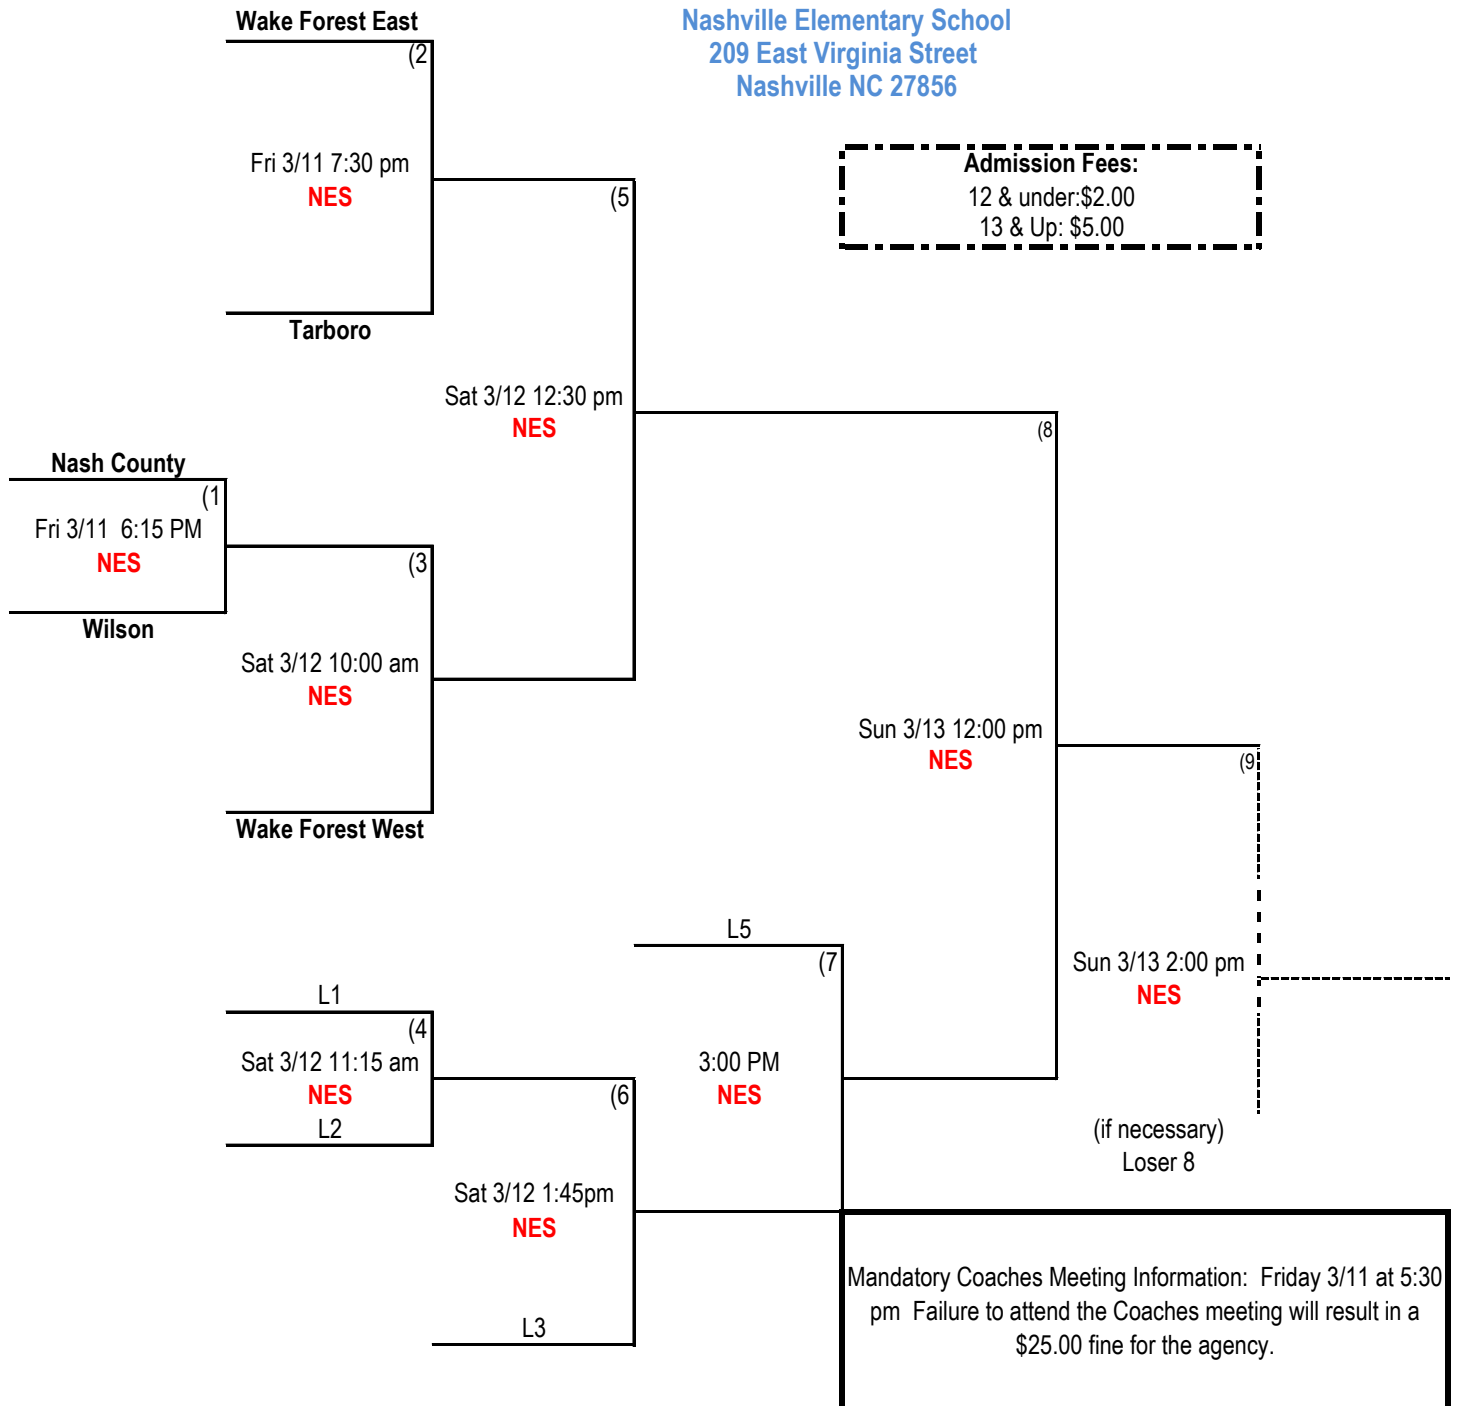 Wake Forest East
Nashville Elementary School
209 East Virginia Street
Nashville NC 27856
(2
Fri 3/11 7:30 pm
NES
Admission Fees:
12 & under:$2.00
13 & Up: $5.00
(5
Tarboro
Sat 3/12 12:30 pm
NES
(8
Nash County
(1
Fri 3/11  6:15 PM
NES
(3
Wilson
Sat 3/12 10:00 am
NES
Sun 3/13 12:00 pm
NES
(9
Wake Forest West
L5
(7
Sun 3/13 2:00 pm
NES
L1
(4
Sat 3/12 11:15 am
NES
L2
3:00 PM
NES
(6
(if necessary)
Loser 8
Sat 3/12 1:45pm
NES
L3
Mandatory Coaches Meeting Information:  Friday 3/11 at 5:30
pm  Failure to attend the Coaches meeting will result in a
$25.00 fine for the agency.